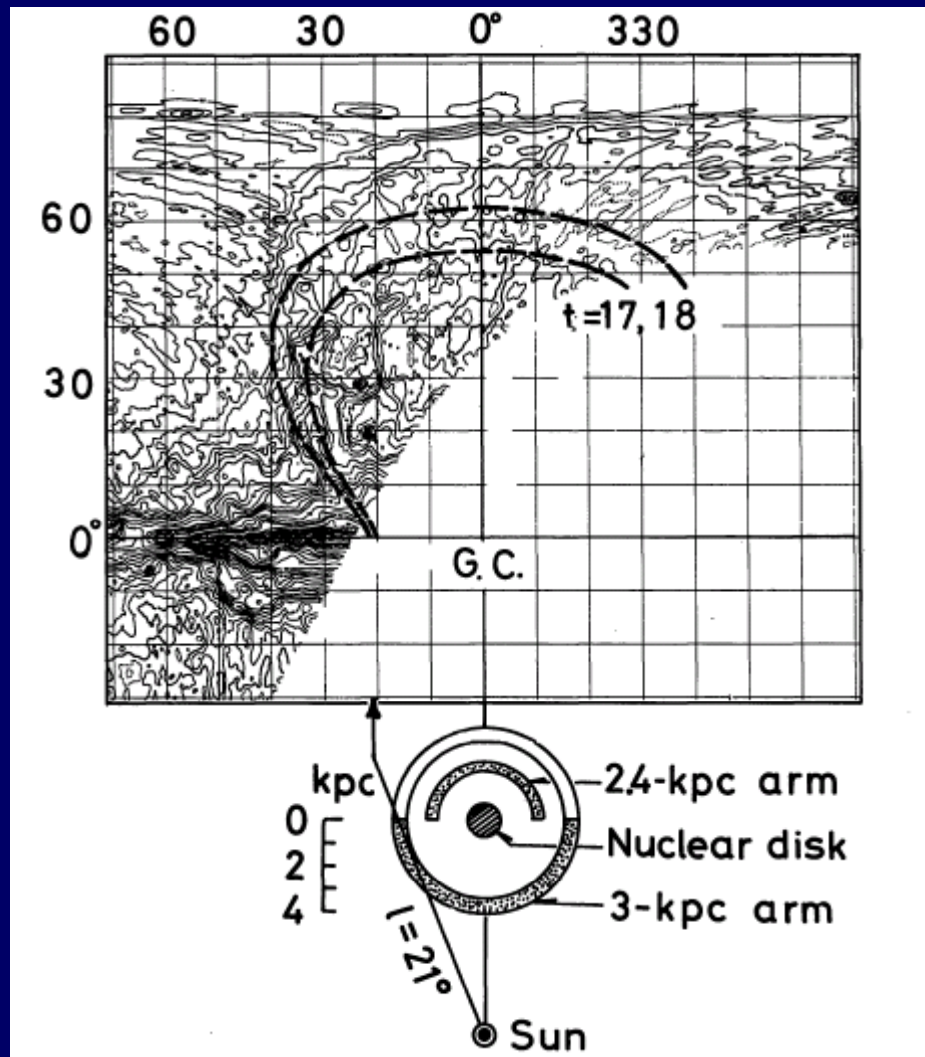 60 30 0° 330
60
t=17, 18
30
0°
G. C.
kpc
0
2
4
2.4-kpc arm
Nuclear disk
3-kpc arm
l=21°
Sun